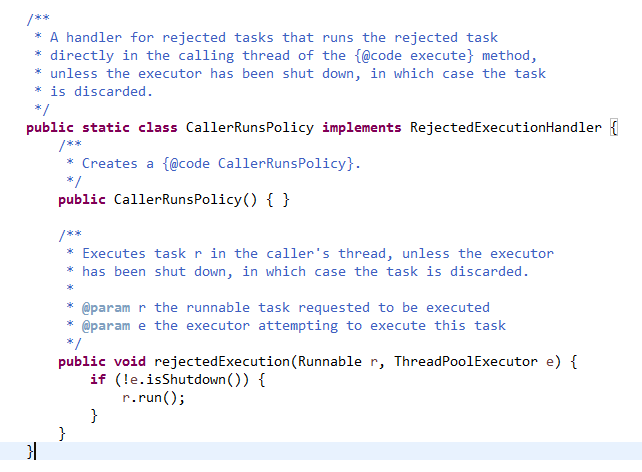 /**
 * A handler for rejected tasks that runs the rejected task
 * directly in the calling thread of the {@code execute} method,
 * unless the executor has been shut down, in which case the task
 * is discarded.
 */
public static class CallerRunsPolicy implements RejectedExecutionHandler {
    /**
     * Creates a {@code CallerRunsPolicy}.
     */
    public CallerRunsPolicy() { }

    /**
     * Executes task r in the caller's thread, unless the executor
     * has been shut down, in which case the task is discarded.
     *
     * @param r the runnable task requested to be executed
     * @param e the executor attempting to execute this task
     */
    public void rejectedExecution(Runnable r, ThreadPoolExecutor e) {
        if (!e.isShutdown()) {
            r.run();
        }
    }
}